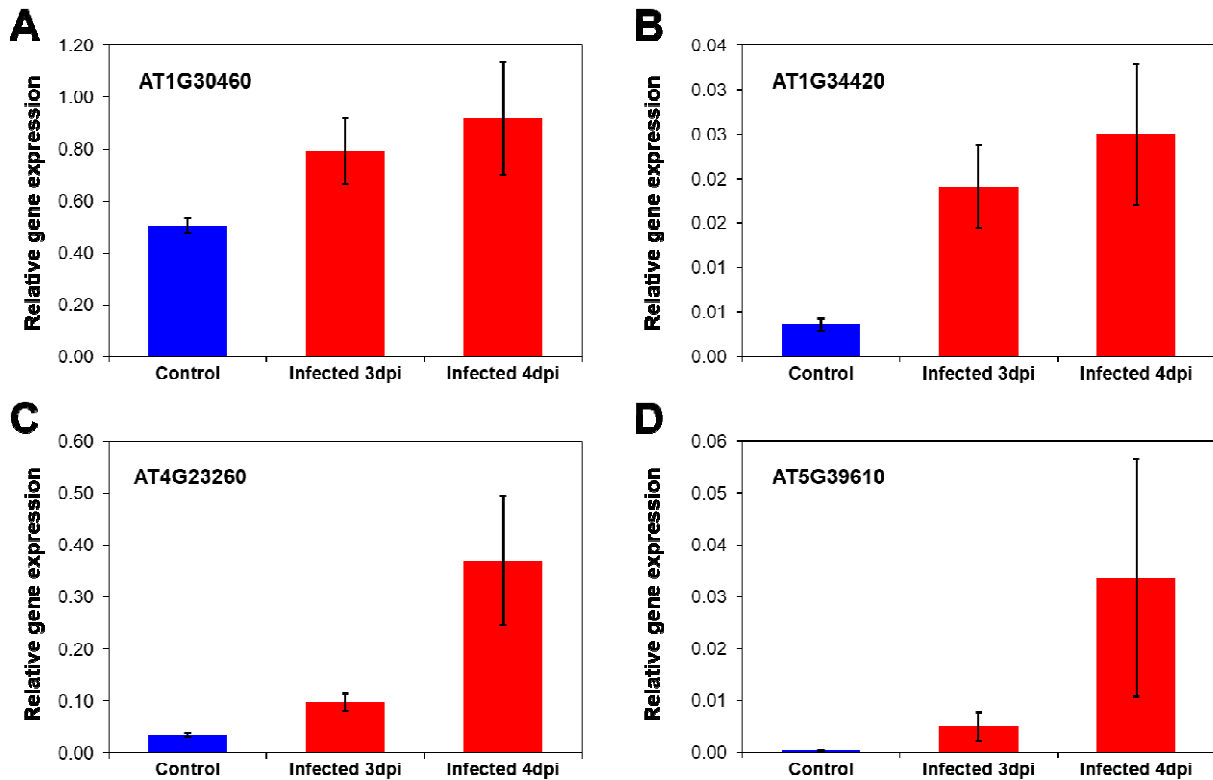 A
Relative gene expression
1.20
1.00
0.80
0.60
0.40
0.20
0.00
AT1G30460
Control
Infected 3dpi
Infected 4dpi
B
Relative gene expression
0.04
0.03
0.03
0.02
0.02
0.01
0.01
0.00
AT1G34420
Control
Infected 3dpi
Infected 4dpi
C
Relative gene expression
0.60
0.50
0.40
0.30
0.20
0.10
0.00
AT4G23260
Control
Infected 3dpi
Infected 4dpi
D
Relative gene expression
0.06
0.05
0.04
0.03
0.02
0.01
0.00
AT5G39610
Control
Infected 3dpi
Infected 4dpi